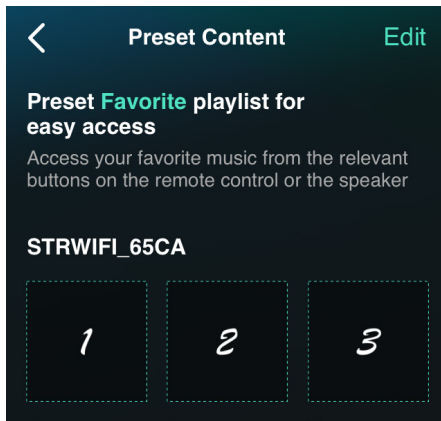 Preset Content Edit
Preset Favorite playlist for
easy access
Access your favorite music from the relevant
buttons on the remote control or the speaker
STRWIFI_65CA
1 2 3